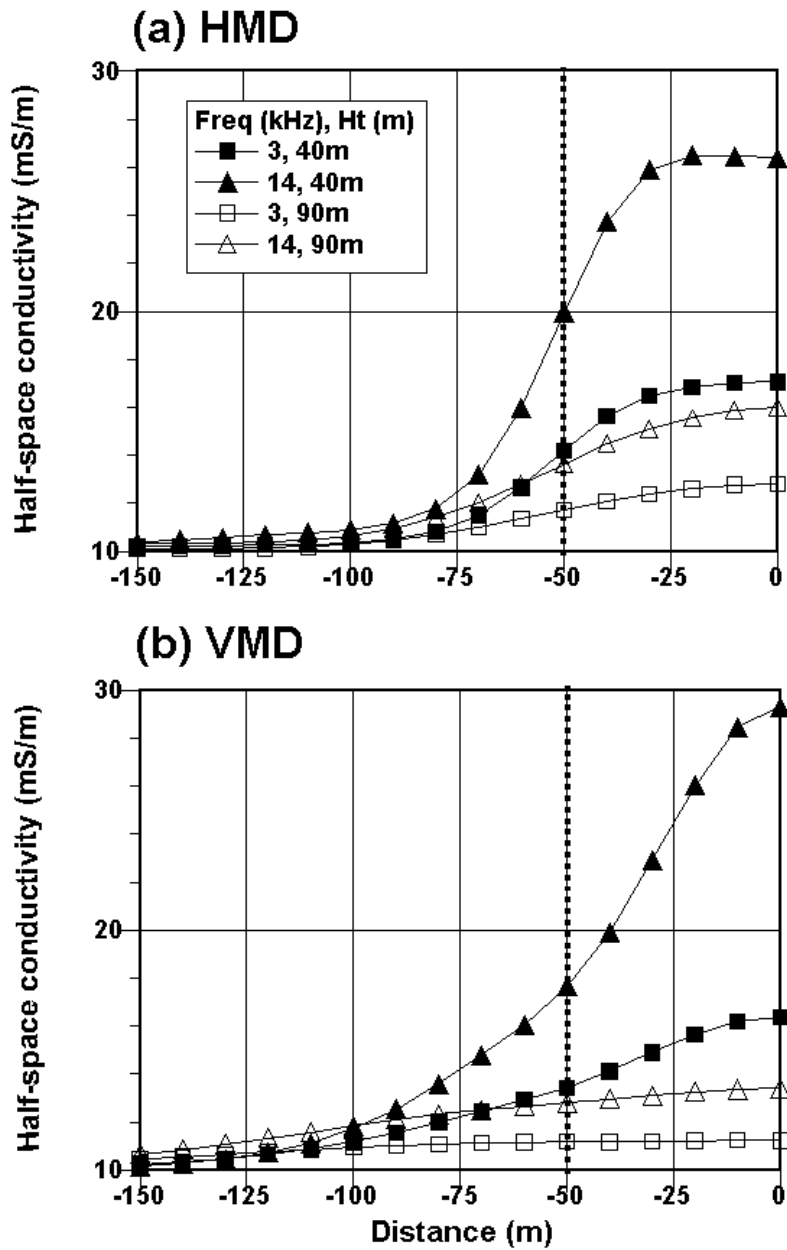 (a) HMD
Half-space conductivity (mS/m)
30
20
10
Freq (kHz), Ht (m)
3, 40m
14, 40m
3, 90m
14, 90m
-150 -125 -100 -75 -50 -25 0
(b) VMD
Half-space conductivity (mS/m)
30
20
10
-150 -125 -100 -75 -50 -25 0
Distance (m)